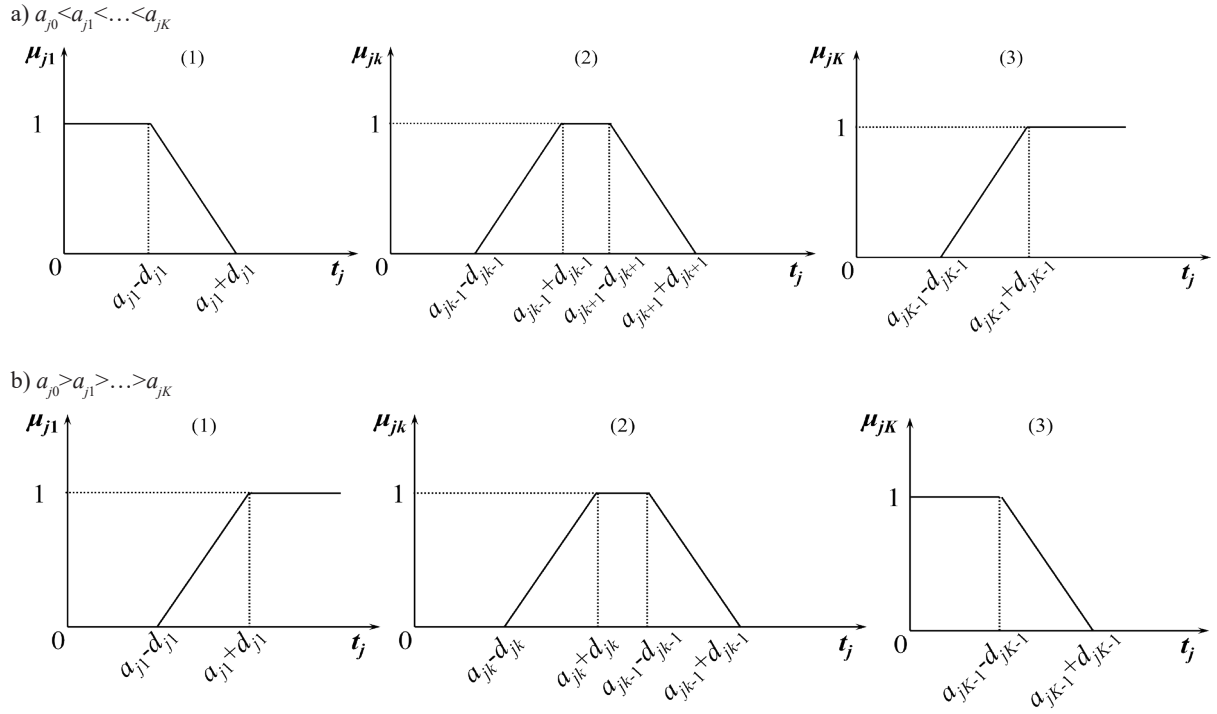 a) a_{j0}<a_{j1}<…<a_{jK}
μ_{j1} (1)
1
0
a_{j1}-d_{j1}
a_{j1}+d_{j1}
t_j
μ_{jk} (2)
1
0
a_{jk-1}-d_{jk-1}
a_{jk-1}+d_{jk-1}
a_{jk+1}-d_{jk+1}
a_{jk+1}+d_{jk+1}
t_j
μ_{jK} (3)
1
0
a_{jK-1}-d_{jK-1}
a_{jK-1}+d_{jK-1}
t_j
b) a_{j0}>a_{j1}>…>a_{jK}
μ_{j1} (1)
1
0
a_{j1}-d_{j1}
a_{j1}+d_{j1}
t_j
μ_{jk} (2)
1
0
a_{jk}-d_{jk}
a_{jk}+d_{jk}
a_{jk-1}-d_{jk-1}
a_{jk-1}+d_{jk-1}
t_j
μ_{jK} (3)
1
0
a_{jK-1}-d_{jK-1}
a_{jK-1}+d_{jK-1}
t_j